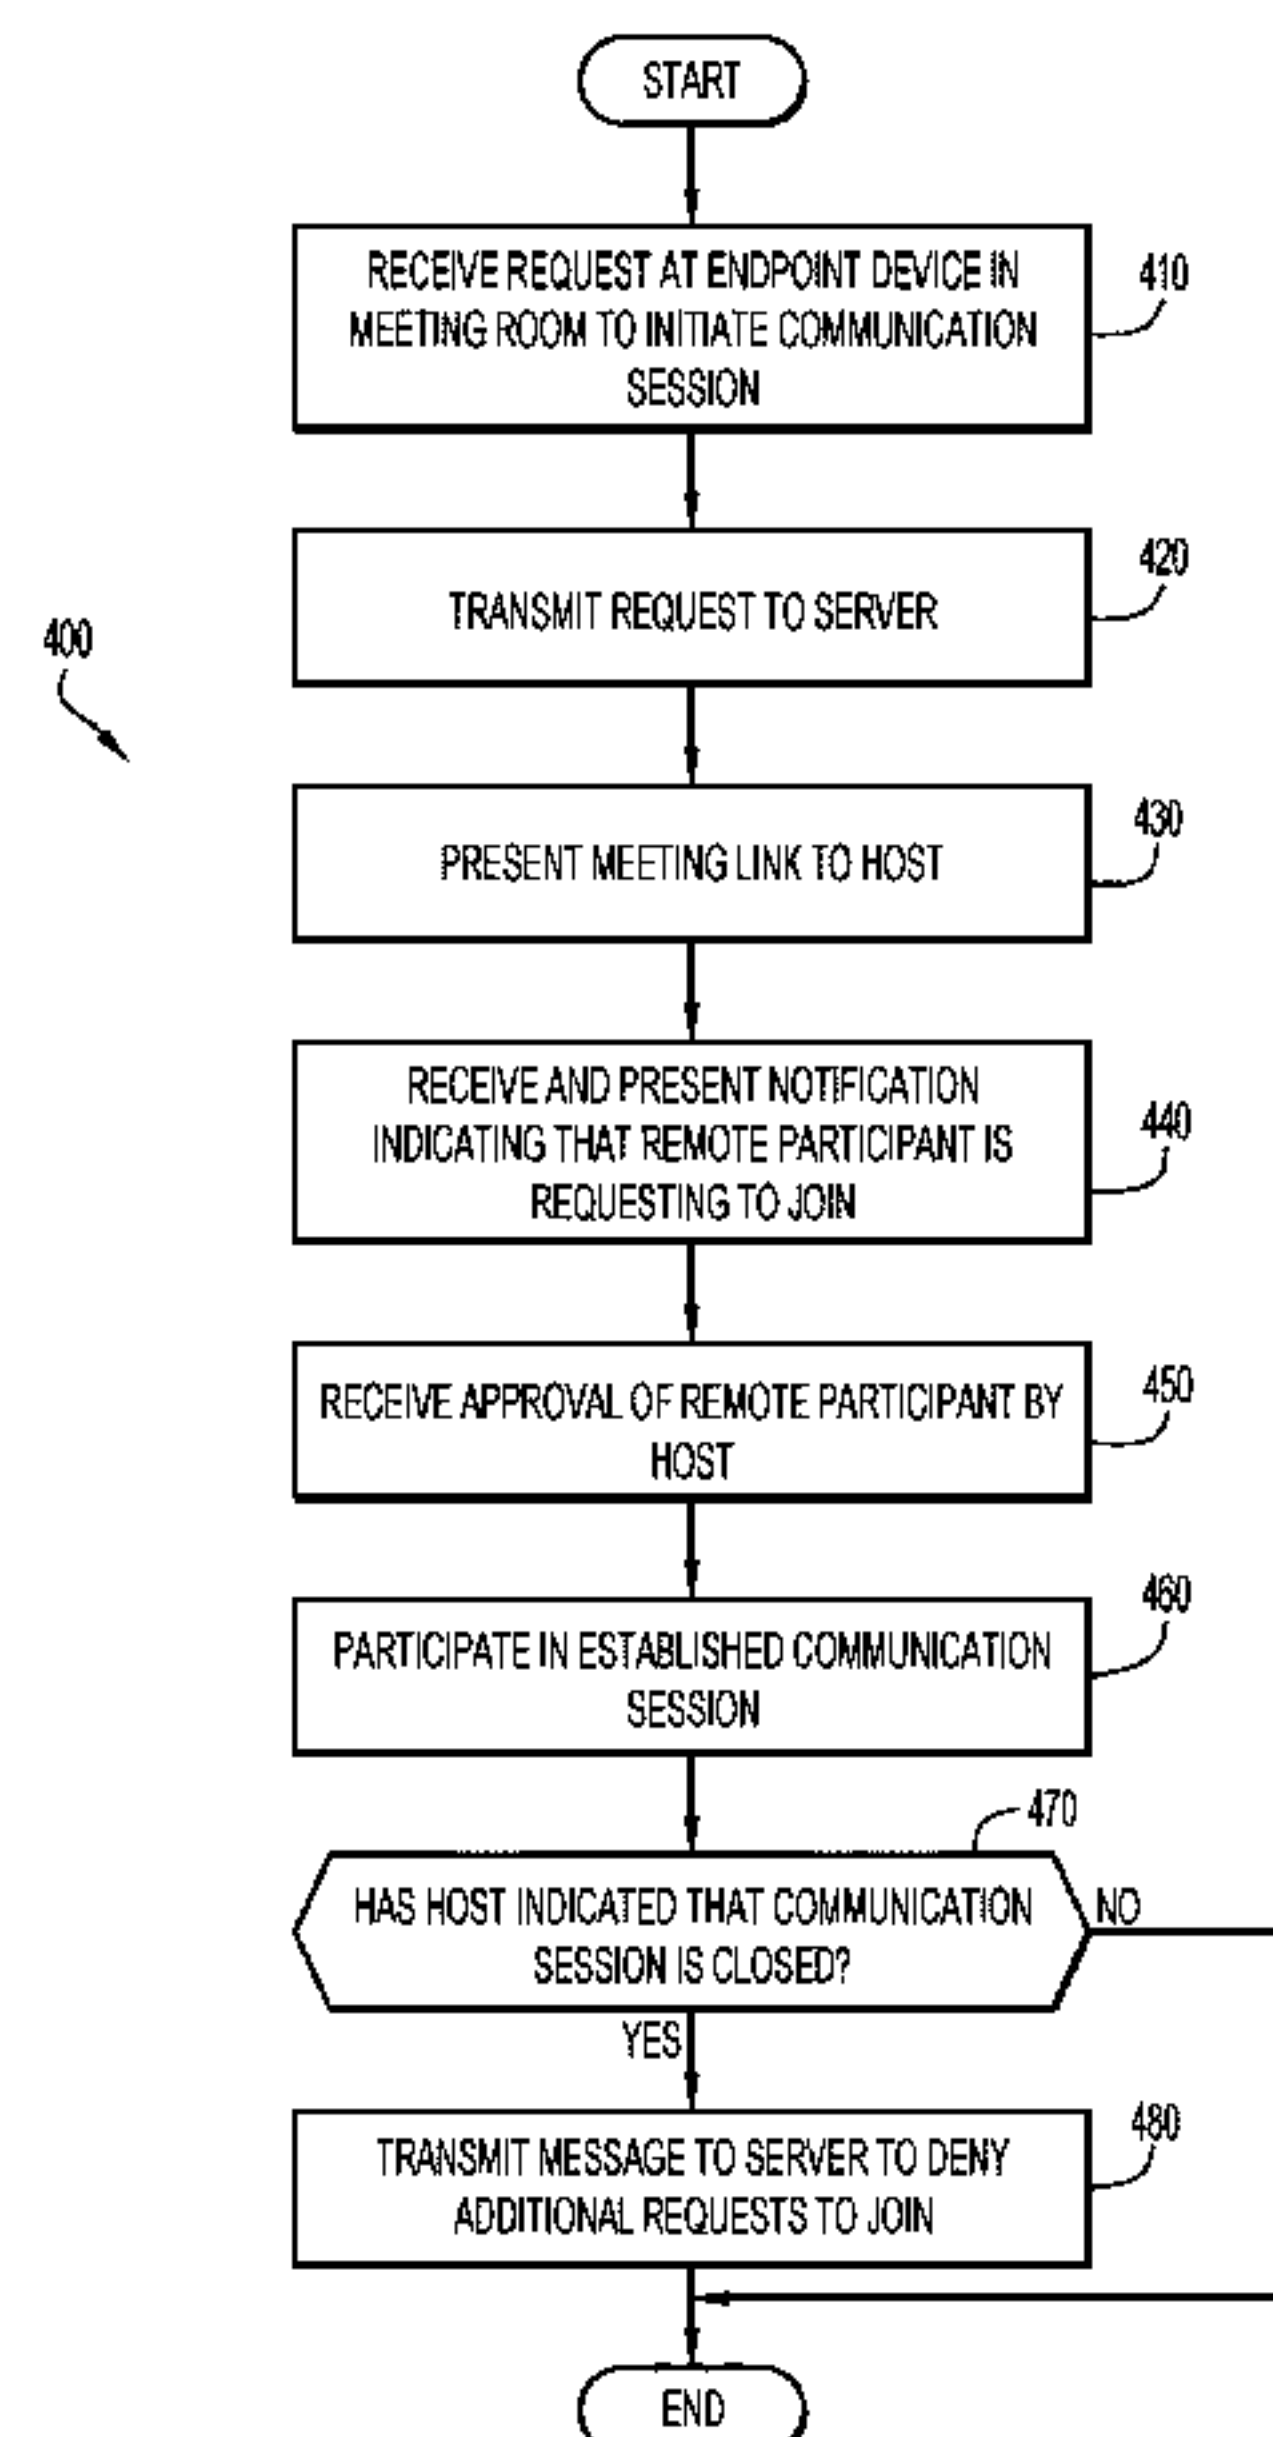 START
RECEIVE REQUEST AT ENDPOINT DEVICE IN
MEETING ROOM TO INITIATE COMMUNICATION
SESSION
410
TRANSMIT REQUEST TO SERVER
420
400
PRESENT MEETING LINK TO HOST
430
RECEIVE AND PRESENT NOTIFICATION
INDICATING THAT REMOTE PARTICIPANT IS
REQUESTING TO JOIN
440
RECEIVE APPROVAL OF REMOTE PARTICIPANT BY
HOST
450
PARTICIPATE IN ESTABLISHED COMMUNICATION
SESSION
460
470
HAS HOST INDICATED THAT COMMUNICATION
SESSION IS CLOSED?
NO
YES
TRANSMIT MESSAGE TO SERVER TO DENY
ADDITIONAL REQUESTS TO JOIN
480
END